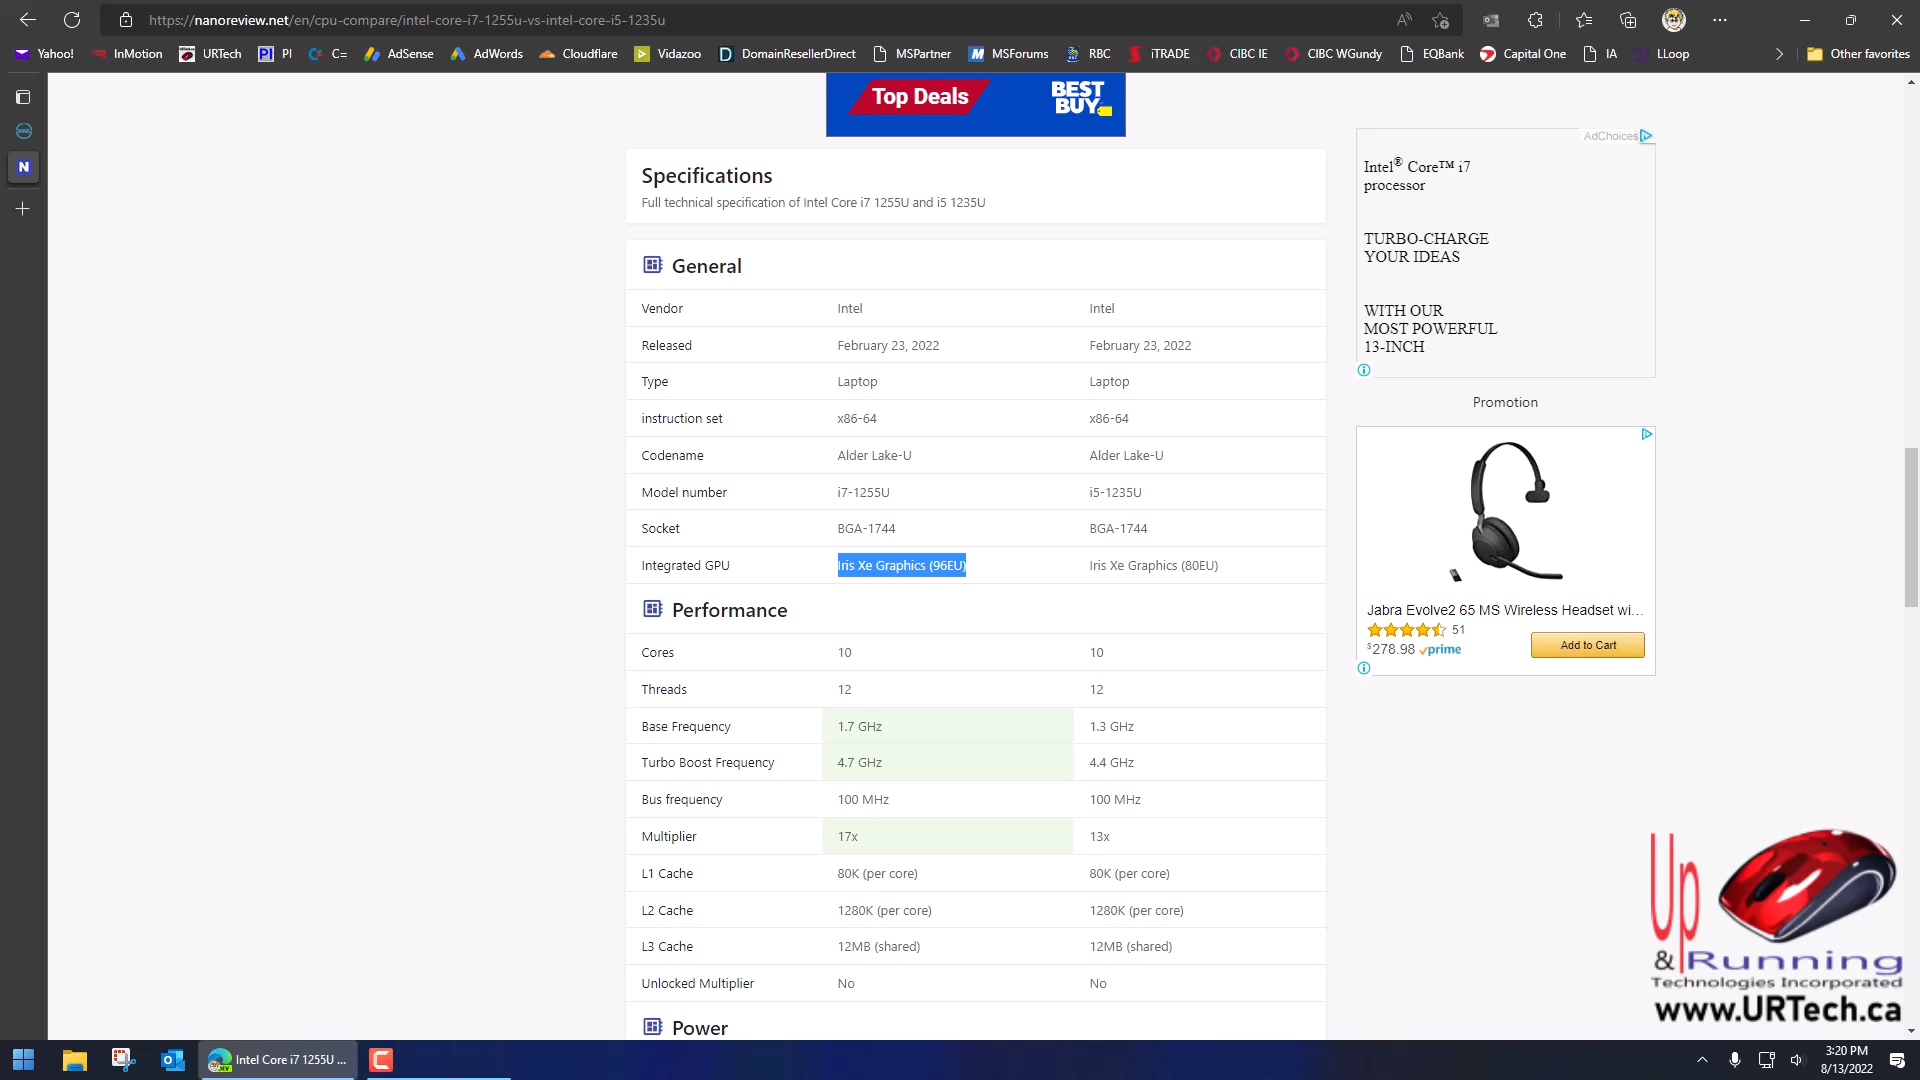 https://nanoreview.net/en/cpu-compare/intel-core-i7-1255u-vs-intel-core-i5-1235u
Yahoo!
InMotion
URTech
PI
C=
AdSense
AdWords
Cloudflare
Vidazoo
DomainResellerDirect
MSPartner
MSForums
RBC
iTRADE
CIBC IE
CIBC WGundy
EQBank
Capital One
IA
LLoop
Other favorites
Top Deals
BEST BUY
Specifications
Full technical specification of Intel Core i7 1255U and i5 1235U
General
Vendor Intel Intel
Released February 23, 2022 February 23, 2022
Type Laptop Laptop
instruction set x86-64 x86-64
Codename Alder Lake-U Alder Lake-U
Model number i7-1255U i5-1235U
Socket BGA-1744 BGA-1744
Integrated GPU Iris Xe Graphics (96EU) Iris Xe Graphics (80EU)
Performance
Cores 10 10
Threads 12 12
Base Frequency 1.7 GHz 1.3 GHz
Turbo Boost Frequency 4.7 GHz 4.4 GHz
Bus frequency 100 MHz 100 MHz
Multiplier 17x 13x
L1 Cache 80K (per core) 80K (per core)
L2 Cache 1280K (per core) 1280K (per core)
L3 Cache 12MB (shared) 12MB (shared)
Unlocked Multiplier No No
Power
AdChoices
Intel® Core™ i7
processor
TURBO-CHARGE
YOUR IDEAS
WITH OUR
MOST POWERFUL
13-INCH
Promotion
Jabra Evolve2 65 MS Wireless Headset wi...
51
$278.98 prime
Add to Cart
Up
& Running
Technologies Incorporated
www.URTech.ca
Intel Core i7 1255U ...
3:20 PM
8/13/2022